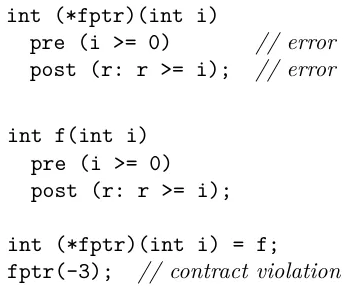 int (*fptr)(int i)
  pre (i >= 0)       // error
  post (r: r >= i);  // error

int f(int i)
  pre (i >= 0)
  post (r: r >= i);

int (*fptr)(int i) = f;
fptr(-3);  // contract violation